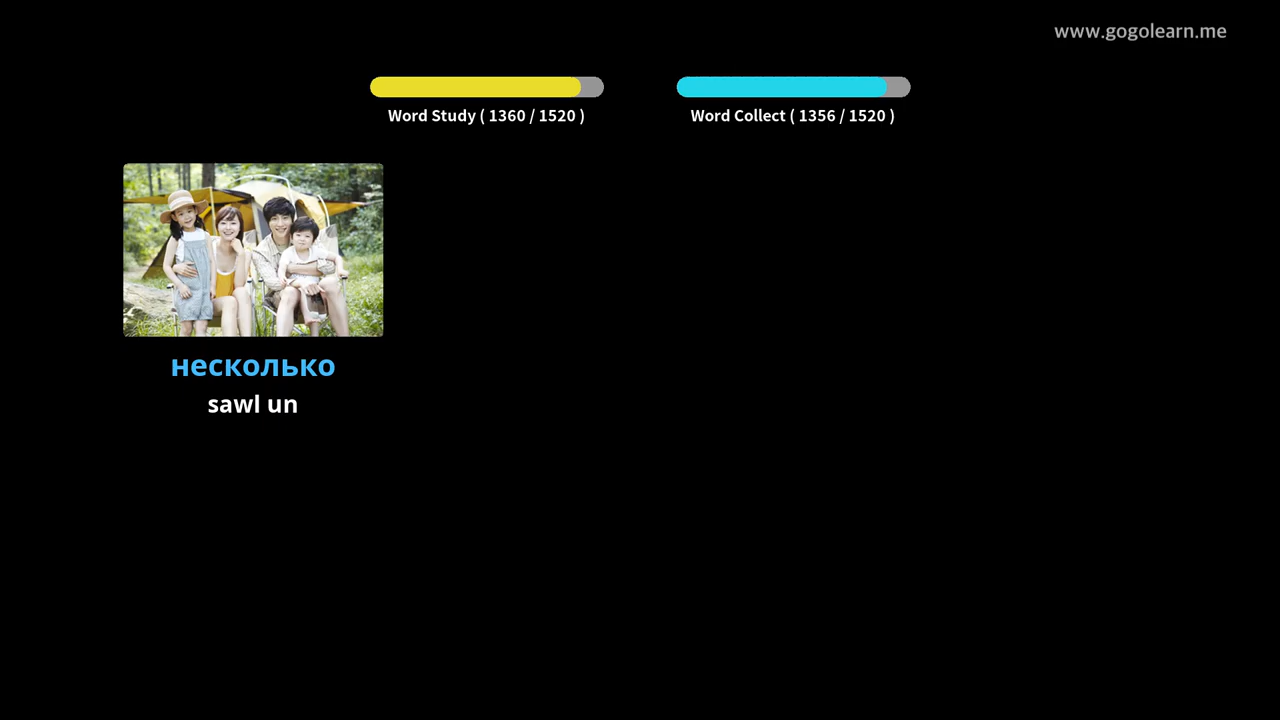 www.gogolearn.me
Word Study ( 1360 / 1520 )
Word Collect ( 1356 / 1520 )
несколько
sawl un